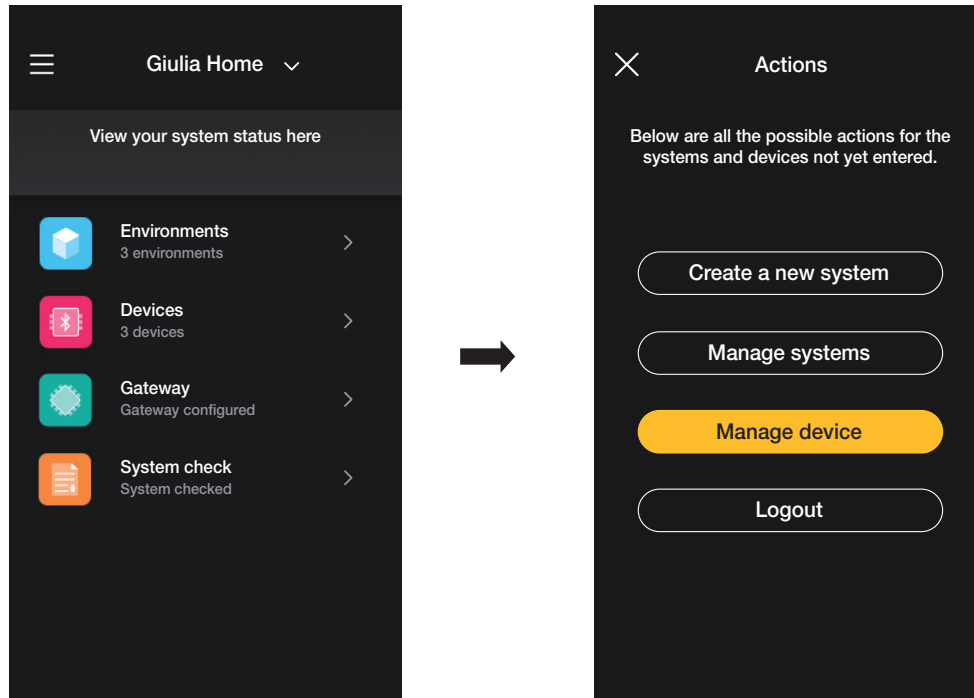 Giulia Home
View your system status here
Environments
3 environments
Devices
3 devices
Gateway
Gateway configured
System check
System checked
Actions
Below are all the possible actions for the
systems and devices not yet entered.
Create a new system
Manage systems
Manage device
Logout